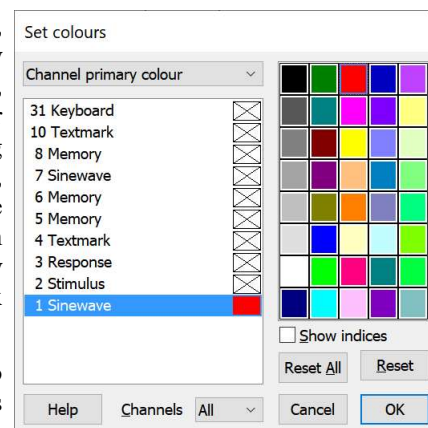 Set colours
Channel primary colour
31 Keyboard
10 Textmark
8 Memory
7 Sinewave
6 Memory
5 Memory
4 Textmark
3 Response
2 Stimulus
1 Sinewave
Show indices
Reset All Reset
Help Channels All Cancel OK